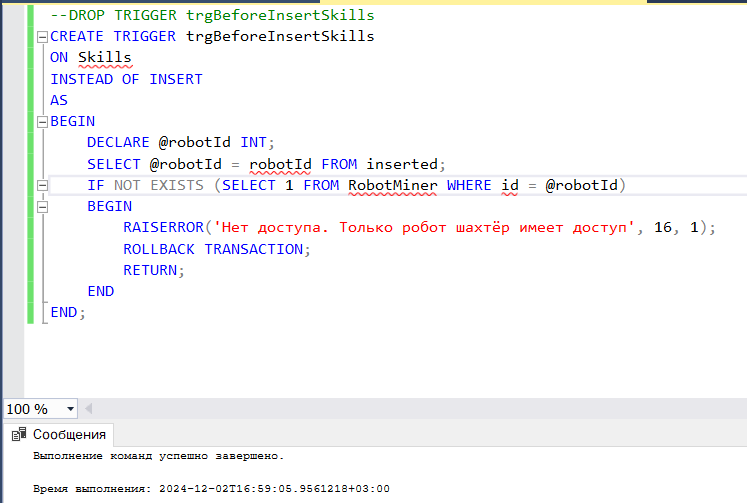 --DROP TRIGGER trgBeforeInsertSkills
CREATE TRIGGER trgBeforeInsertSkills
ON Skills
INSTEAD OF INSERT
AS
BEGIN
DECLARE @robotId INT;
SELECT @robotId = robotId FROM inserted;
IF NOT EXISTS (SELECT 1 FROM RobotMiner WHERE id = @robotId)
BEGIN
RAISERROR('Нет доступа. Только робот шахтёр имеет доступ', 16, 1);
ROLLBACK TRANSACTION;
RETURN;
END
END;
100 %
Сообщения
Выполнение команд успешно завершено.
Время выполнения: 2024-12-02T16:59:05.9561218+03:00